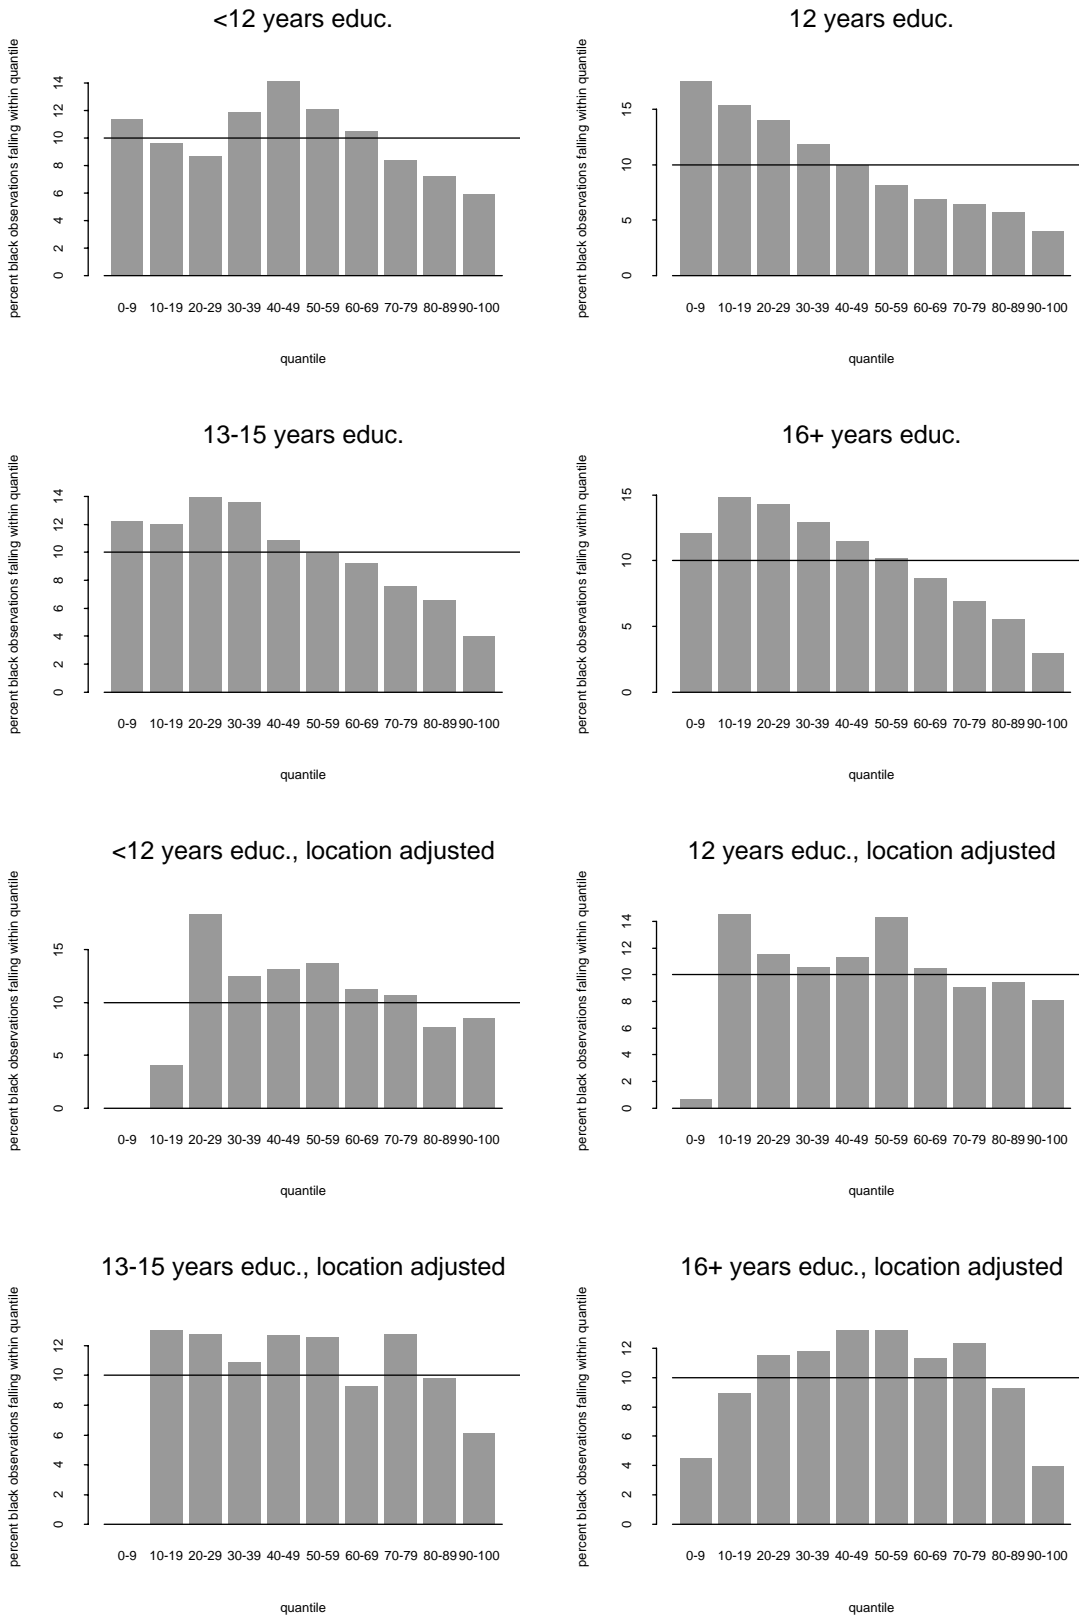 <12 years educ.
percent black observations falling within quantile
0 2 4 6 8 10 12 14
0-9 10-19 20-29 30-39 40-49 50-59 60-69 70-79 80-89 90-100
quantile
12 years educ.
percent black observations falling within quantile
0 5 10 15
0-9 10-19 20-29 30-39 40-49 50-59 60-69 70-79 80-89 90-100
quantile
13-15 years educ.
percent black observations falling within quantile
0 2 4 6 8 10 12 14
0-9 10-19 20-29 30-39 40-49 50-59 60-69 70-79 80-89 90-100
quantile
16+ years educ.
percent black observations falling within quantile
0 5 10 15
0-9 10-19 20-29 30-39 40-49 50-59 60-69 70-79 80-89 90-100
quantile
<12 years educ., location adjusted
percent black observations falling within quantile
0 5 10 15
0-9 10-19 20-29 30-39 40-49 50-59 60-69 70-79 80-89 90-100
quantile
12 years educ., location adjusted
percent black observations falling within quantile
0 2 4 6 8 10 12 14
0-9 10-19 20-29 30-39 40-49 50-59 60-69 70-79 80-89 90-100
quantile
13-15 years educ., location adjusted
percent black observations falling within quantile
0 2 4 6 8 10 12
0-9 10-19 20-29 30-39 40-49 50-59 60-69 70-79 80-89 90-100
quantile
16+ years educ., location adjusted
percent black observations falling within quantile
0 2 4 6 8 10 12
0-9 10-19 20-29 30-39 40-49 50-59 60-69 70-79 80-89 90-100
quantile